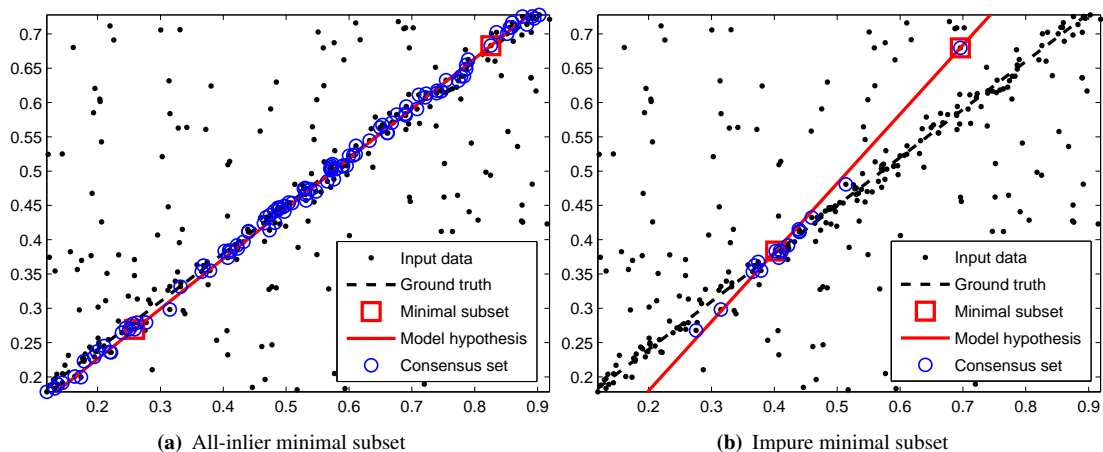 0.7
0.65
0.6
0.55
0.5
0.45
0.4
0.35
0.3
0.25
0.2
0.2 0.3 0.4 0.5 0.6 0.7 0.8 0.9
Input data
Ground truth
Minimal subset
Model hypothesis
Consensus set
(a) All-inlier minimal subset
0.7
0.65
0.6
0.55
0.5
0.45
0.4
0.35
0.3
0.25
0.2
0.2 0.3 0.4 0.5 0.6 0.7 0.8 0.9
Input data
Ground truth
Minimal subset
Model hypothesis
Consensus set
(b) Impure minimal subset